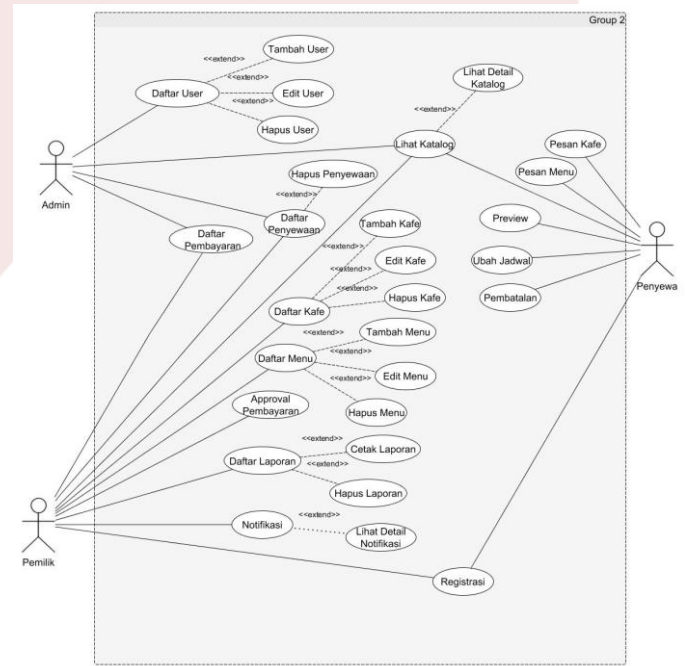 Group 2
Tambah User
<<extend>>
Lihat Detail
Katalog
<<extend>>
Daftar User
Edit User
<<extend>>
<<extend>>
Hapus User
Lihat Katalog
Pesan Kafe
Hapus Penyewaan
Pesan Menu
<<extend>>
Admin
Daftar
Penyewaan
Tambah Kafe
Preview
Daftar
Pembayaran
<<extend>>
Edit Kafe
Ubah Jadwal
<<extend>>
Penyewa
<<extend>>
Hapus Kafe
Pembatalan
Daftar Kafe
<<extend>>
Tambah Menu
Daftar Menu
<<extend>>
Edit Menu
<<extend>>
Approval
Pembayaran
Hapus Menu
<<extend>>
Cetak Laporan
Daftar Laporan
<<extend>>
Hapus Laporan
<<extend>>
Notifikasi
Lihat Detail
Notifikasi
Pemilik
Registrasi